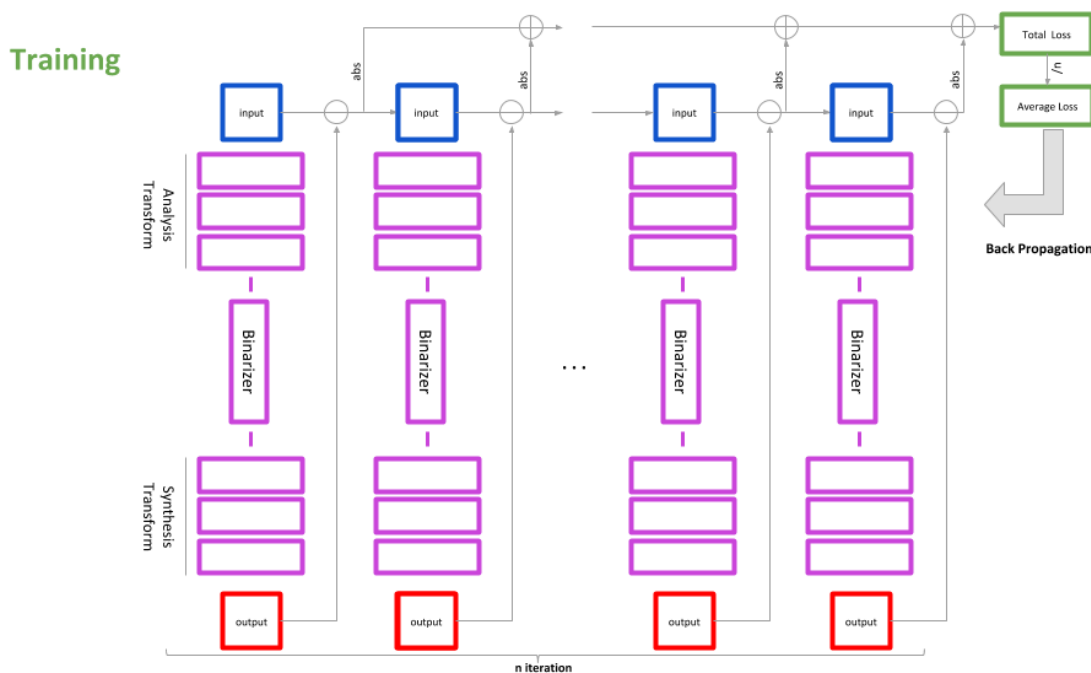 Training
Total Loss
/n
Average Loss
Back Propagation
abs
abs
abs
abs
input
input
input
input
Analysis
Transform
Binarizer
Binarizer
...
Binarizer
Binarizer
Synthesis
Transform
output
output
output
output
n iteration